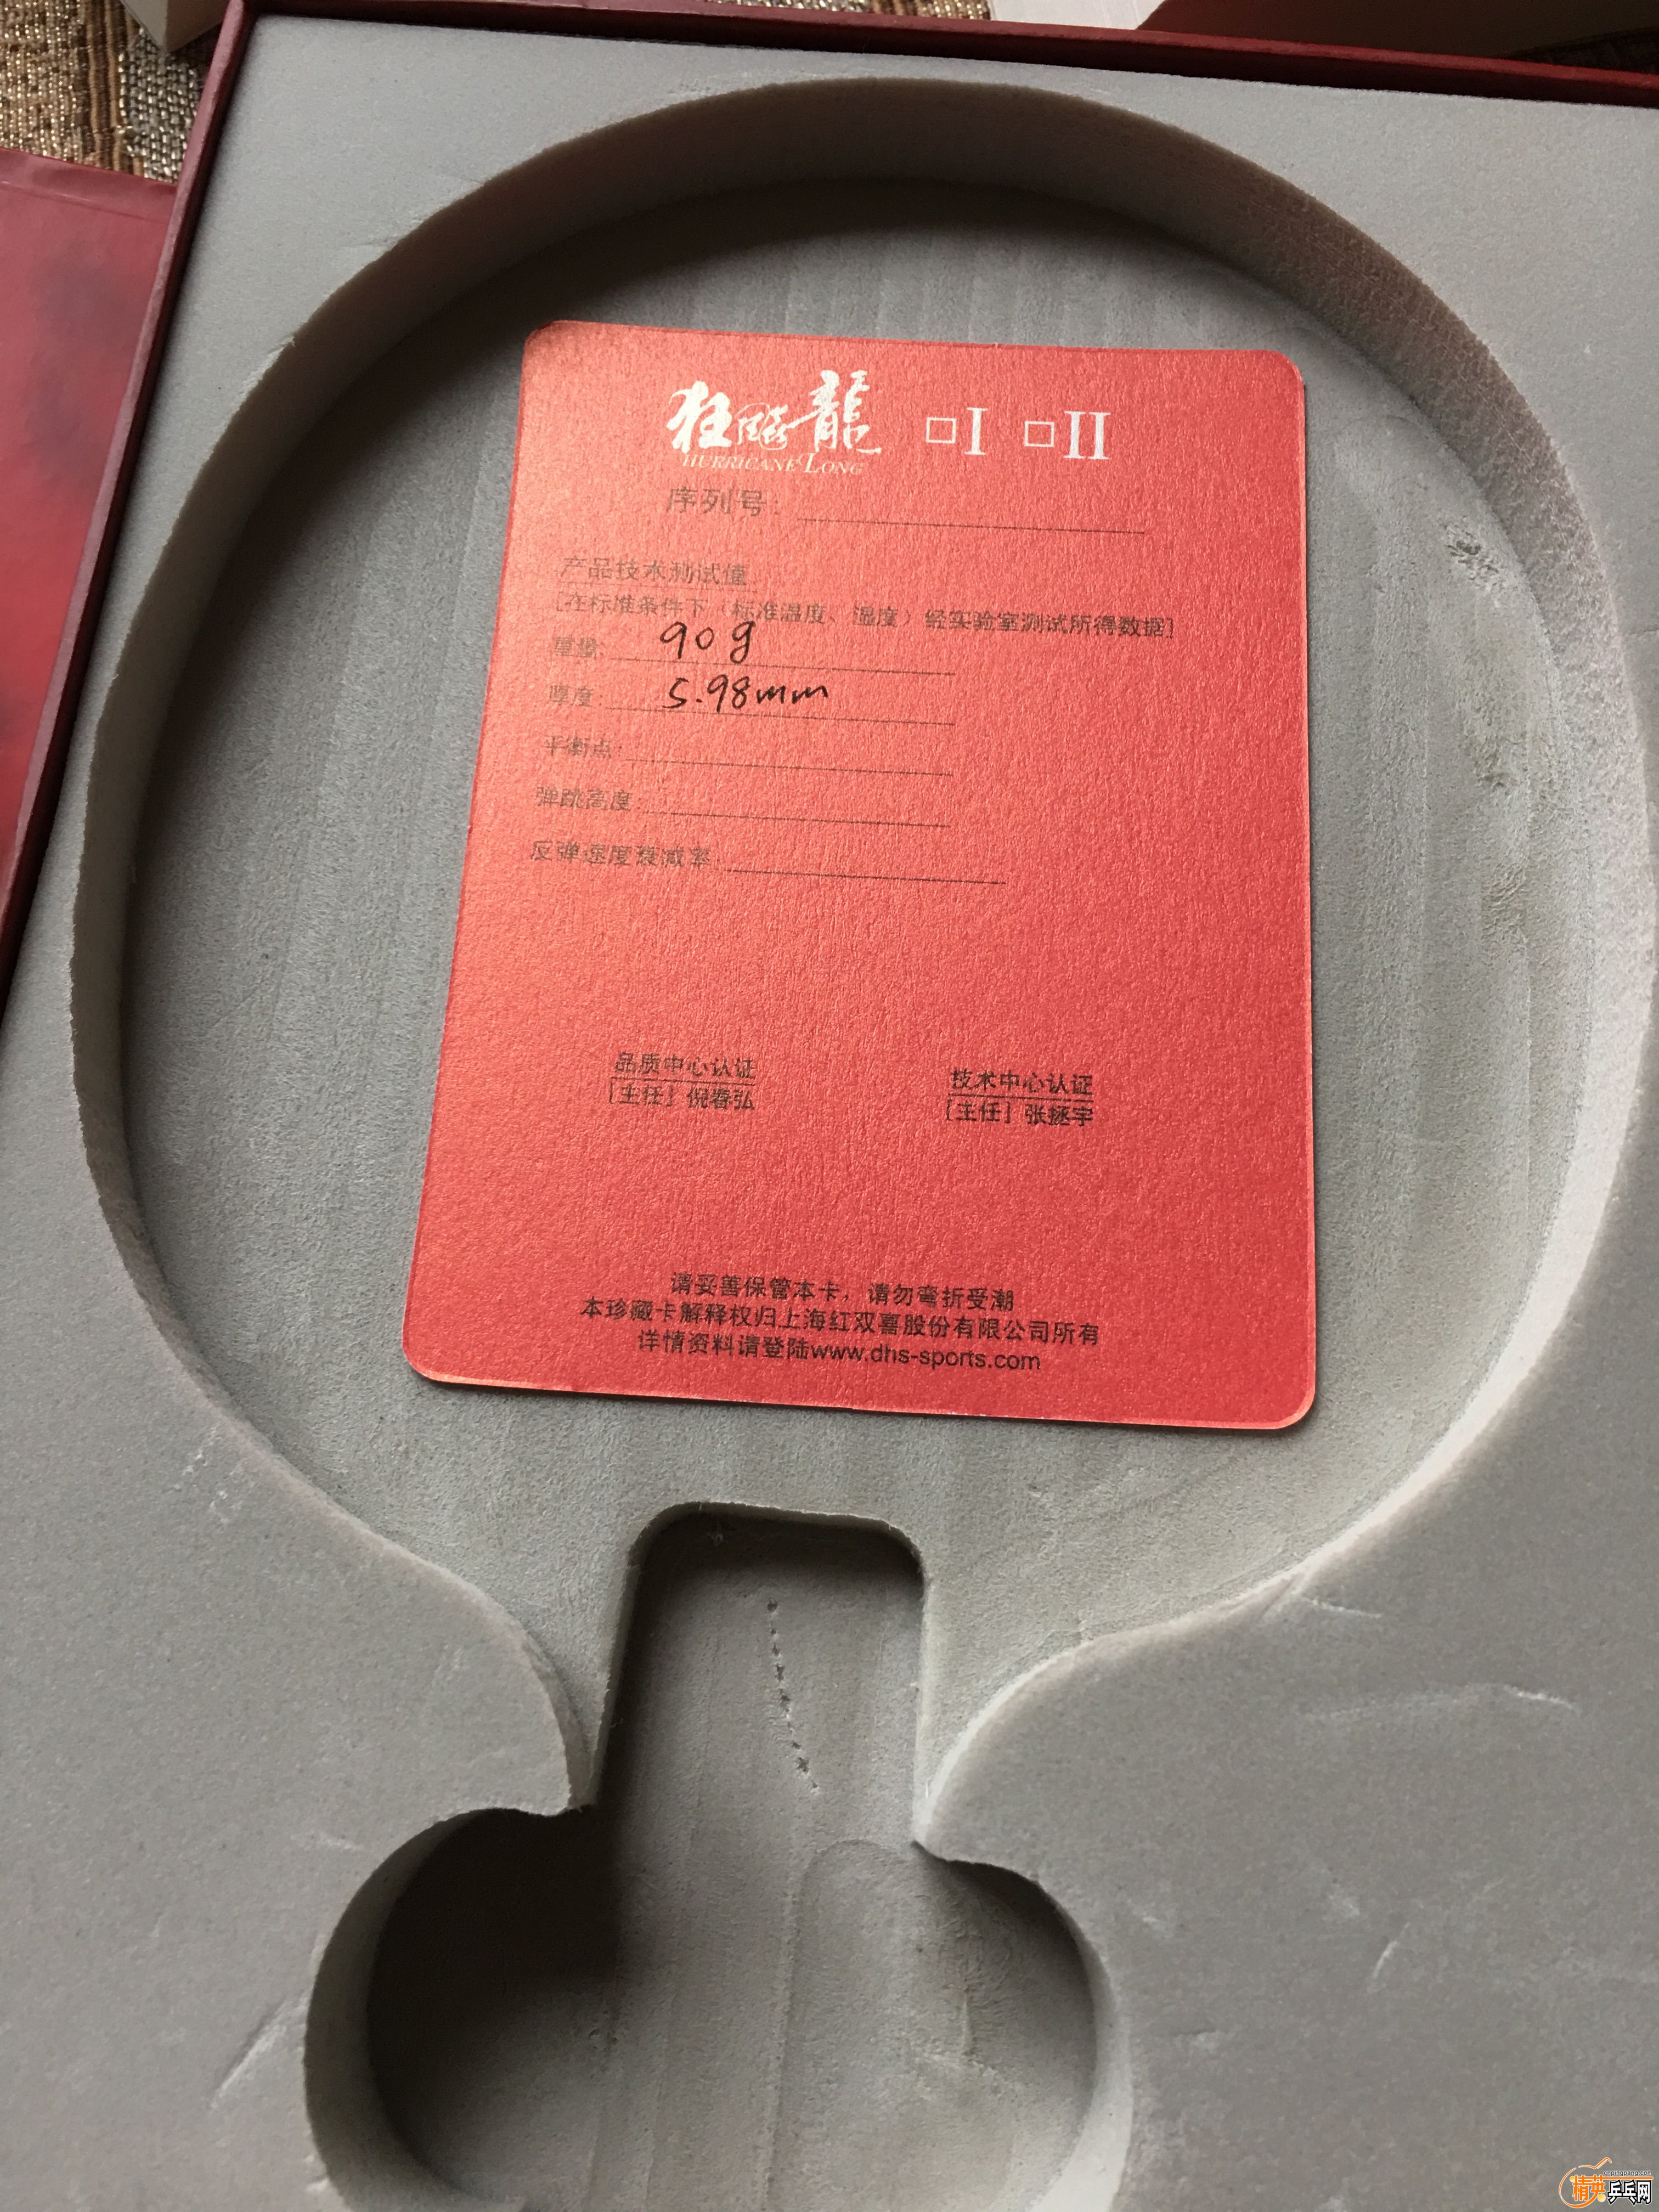 狂飚龍 □I □II
HURRICANE LONG
序列号:
产品技术测试值:
[在标准条件下(标准温度、湿度)经实验室测试所得数据]
重量: 90g
厚度: 5.98mm
平衡点:
弹跳高度:
反弹速度衰减率:
品质中心认证
[主任] 倪春弘
技术中心认证
[主任] 张拯宇
请妥善保管本卡，请勿弯折受潮
本珍藏卡解释权归上海红双喜股份有限公司所有
详情资料请登陆www.dhs-sports.com
精英乒乓网